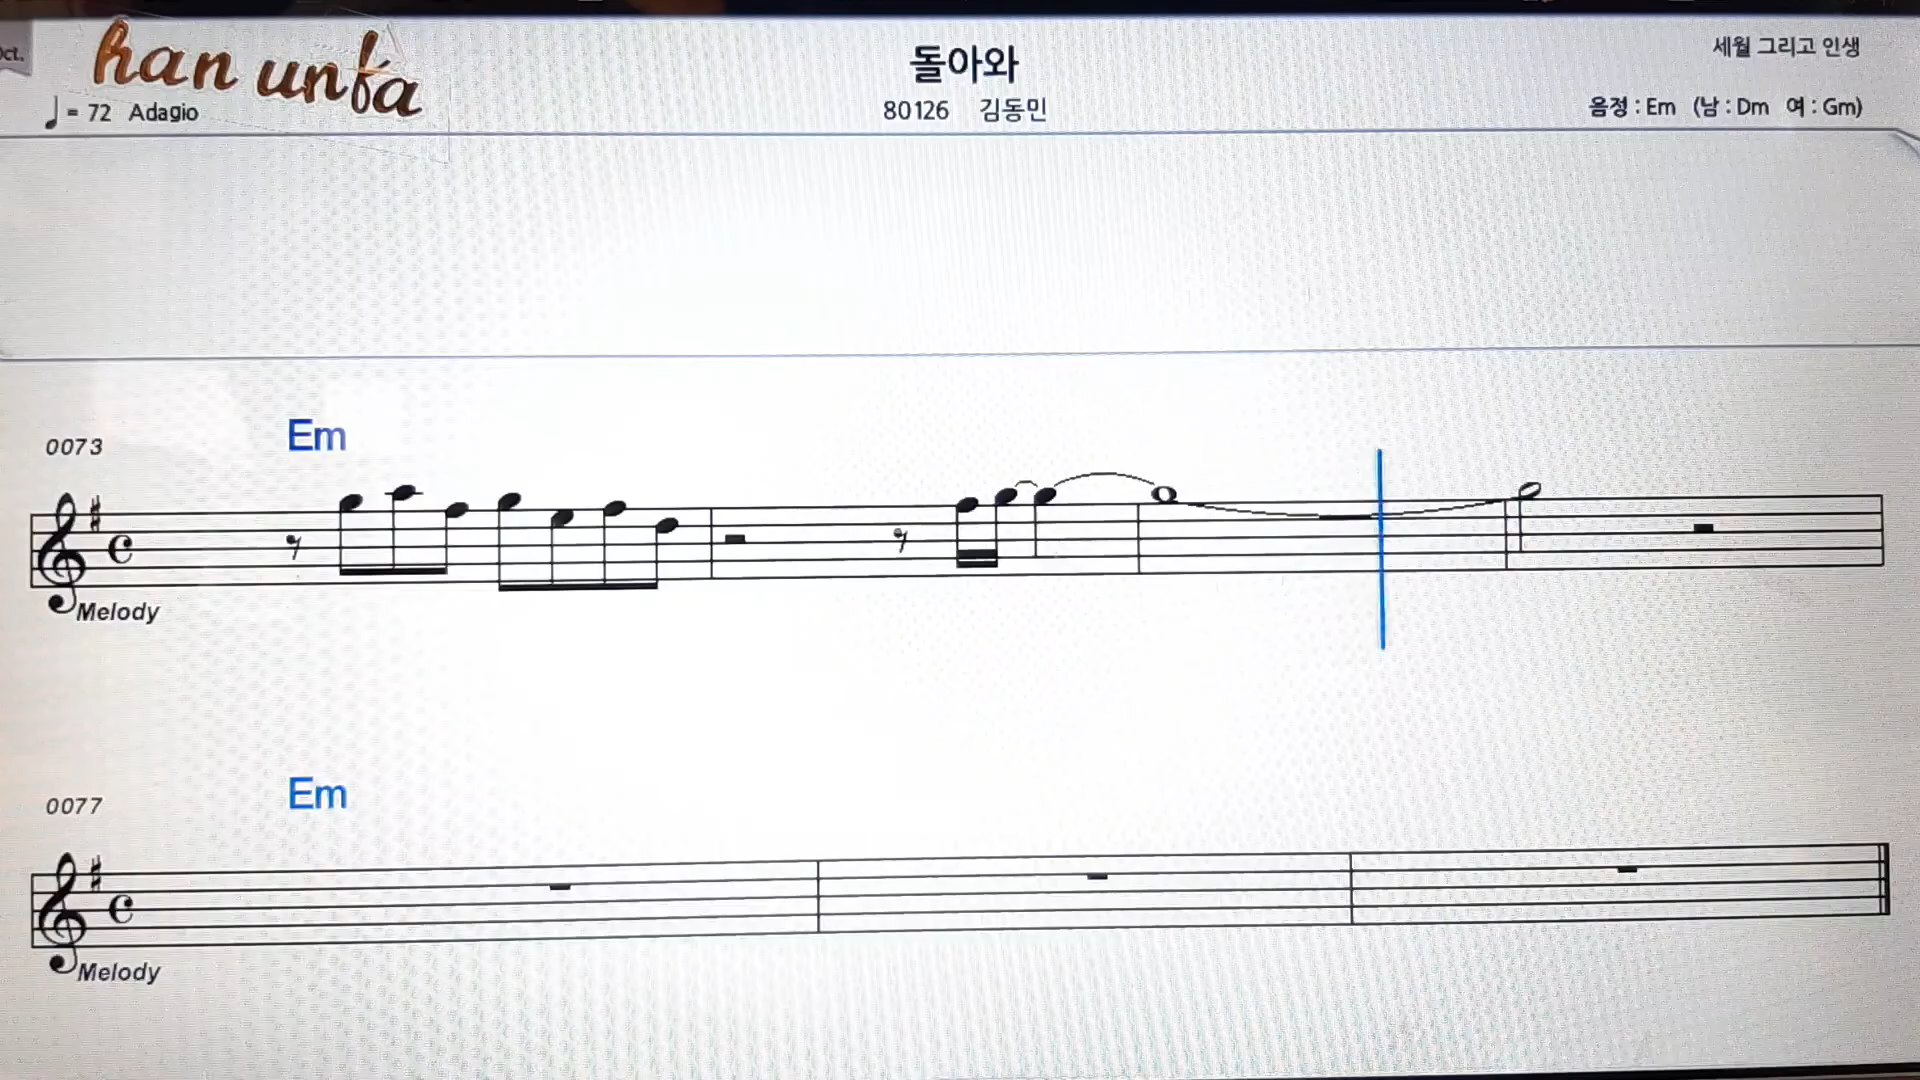 Oct.
han unfa
돌아와
세월 그리고 인생
= 72 Adagio
80126 김동민
음정 : Em (남 : Dm 여 : Gm)
Em
0073
Melody
Em
0077
Melody